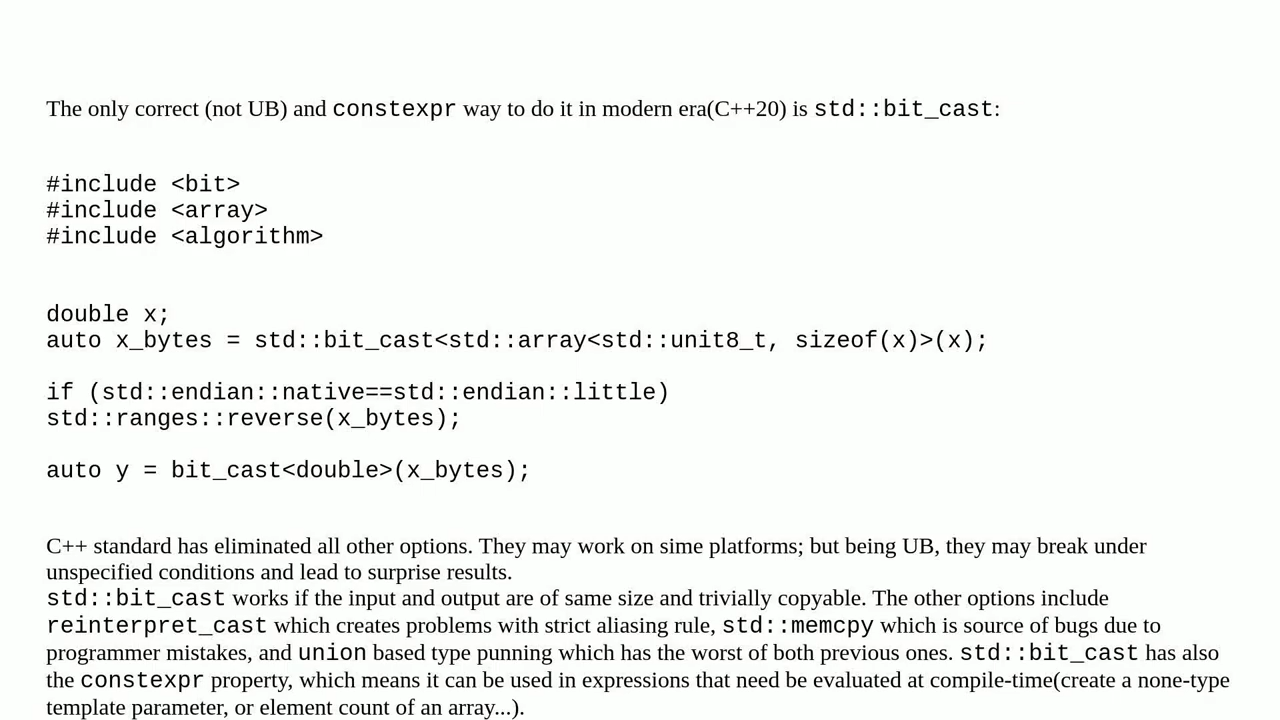 The only correct (not UB) and constexpr way to do it in modern era(C++20) is std::bit_cast:
#include <bit>
#include <array>
#include <algorithm>
double x;
auto x_bytes = std::bit_cast<std::array<std::unit8_t, sizeof(x)>(x);
if (std::endian::native==std::endian::little)
std::ranges::reverse(x_bytes);
auto y = bit_cast<double>(x_bytes);
C++ standard has eliminated all other options. They may work on sime platforms; but being UB, they may break under
unspecified conditions and lead to surprise results.
std::bit_cast works if the input and output are of same size and trivially copyable. The other options include
reinterpret_cast which creates problems with strict aliasing rule, std::memcpy which is source of bugs due to
programmer mistakes, and union based type punning which has the worst of both previous ones. std::bit_cast has also
the constexpr property, which means it can be used in expressions that need be evaluated at compile-time(create a none-type
template parameter, or element count of an array...).